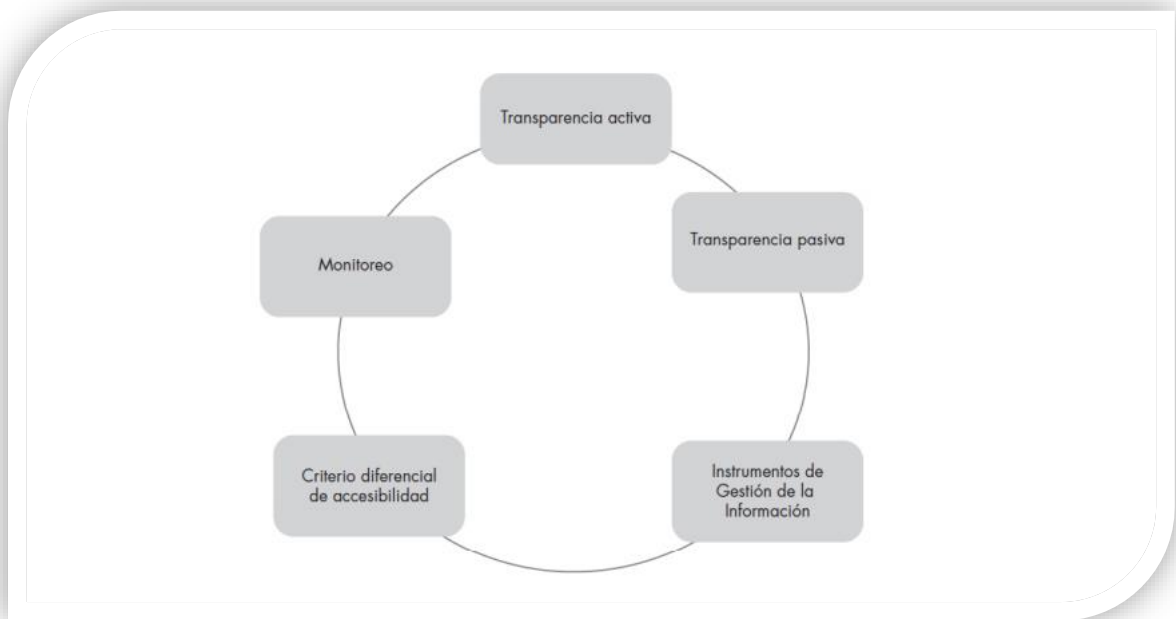 Transparencia activa
Transparencia pasiva
Monitoreo
Criterio diferencial
de accesibilidad
Instrumentos de
Gestión de la
Información